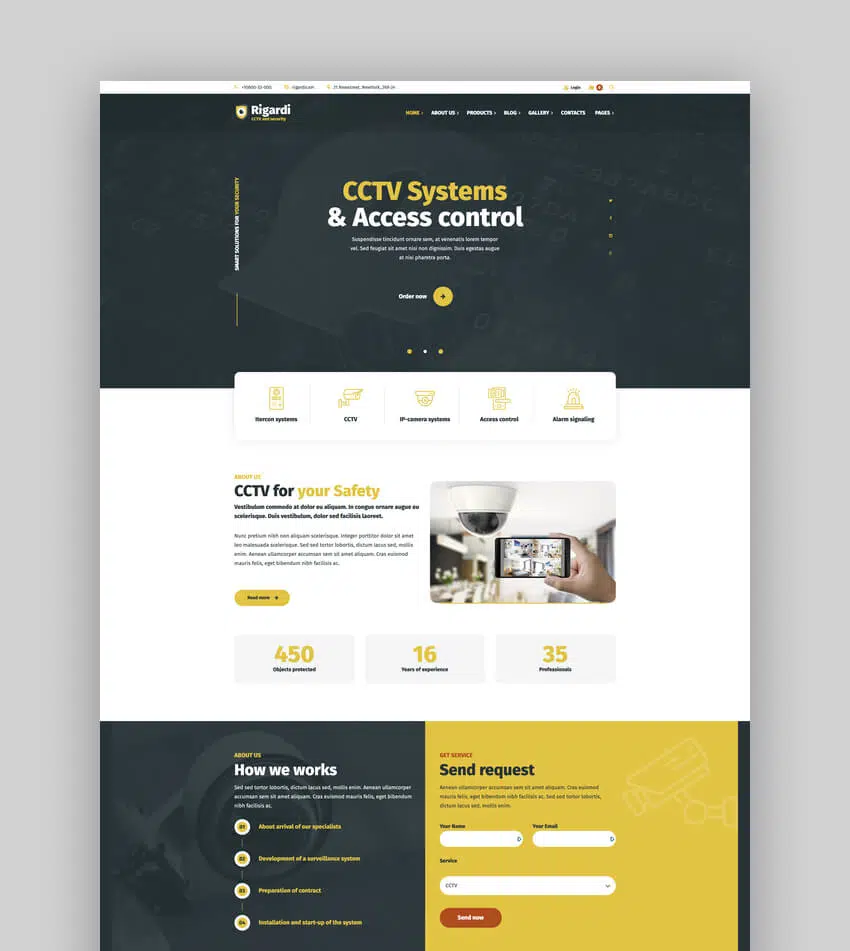 Login
Rigardi
CCTV and security
HOME
ABOUT US
PRODUCTS
BLOG
GALLERY
CONTACTS
PAGES
SMART SOLUTIONS FOR YOUR SECURITY
CCTV Systems
& Access control
Suspendisse tincidunt ornare sem, at venenatis lorem tempor
vel. Sed feugiat sit amet nisi non dignissim. Duis egestas augue
at nisi pharetra porta.
Order now
Itercon systems
CCTV
IP-camera systems
Access control
Alarm signaling
ABOUT US
CCTV for your Safety
Vestibulum commodo at dolor eu aliquam. In congue ornare augue eu
scelerisque. Duis vestibulum, dolor sed facilisis laoreet.
Nunc pretium nibh non aliquam scelerisque. Integer porttitor dolor sit amet
leo malesuada scelerisque. Sed sed tortor lobortis, dictum lacus sed, mollis
enim. Aenean ullamcorper accumsan sem sit amet aliquam. Cras euismod
mauris felis, eget bibendum nibh facilisis ac.
Read more
450
Objects protected
16
Years of experience
35
Professionals
ABOUT US
How we works
Sed sed tortor lobortis, dictum lacus sed, mollis enim. Aenean ullamcorper
accumsan sem sit amet aliquam. Cras euismod mauris felis, eget bibendum
nibh facilisis ac.
01 About arrival of our specialists
02 Development of a surveillance system
03 Preparation of contract
04 Installation and start-up of the system
GET SERVICE
Send request
Aenean ullamcorper accumsan sem sit amet aliquam. Cras euismod
mauris felis, eget bibendum nibh facilisis ac. Sed sed tortor lobortis,
dictum lacus sed, mollis enim.
Your Name
Your Email
Service
CCTV
Send now